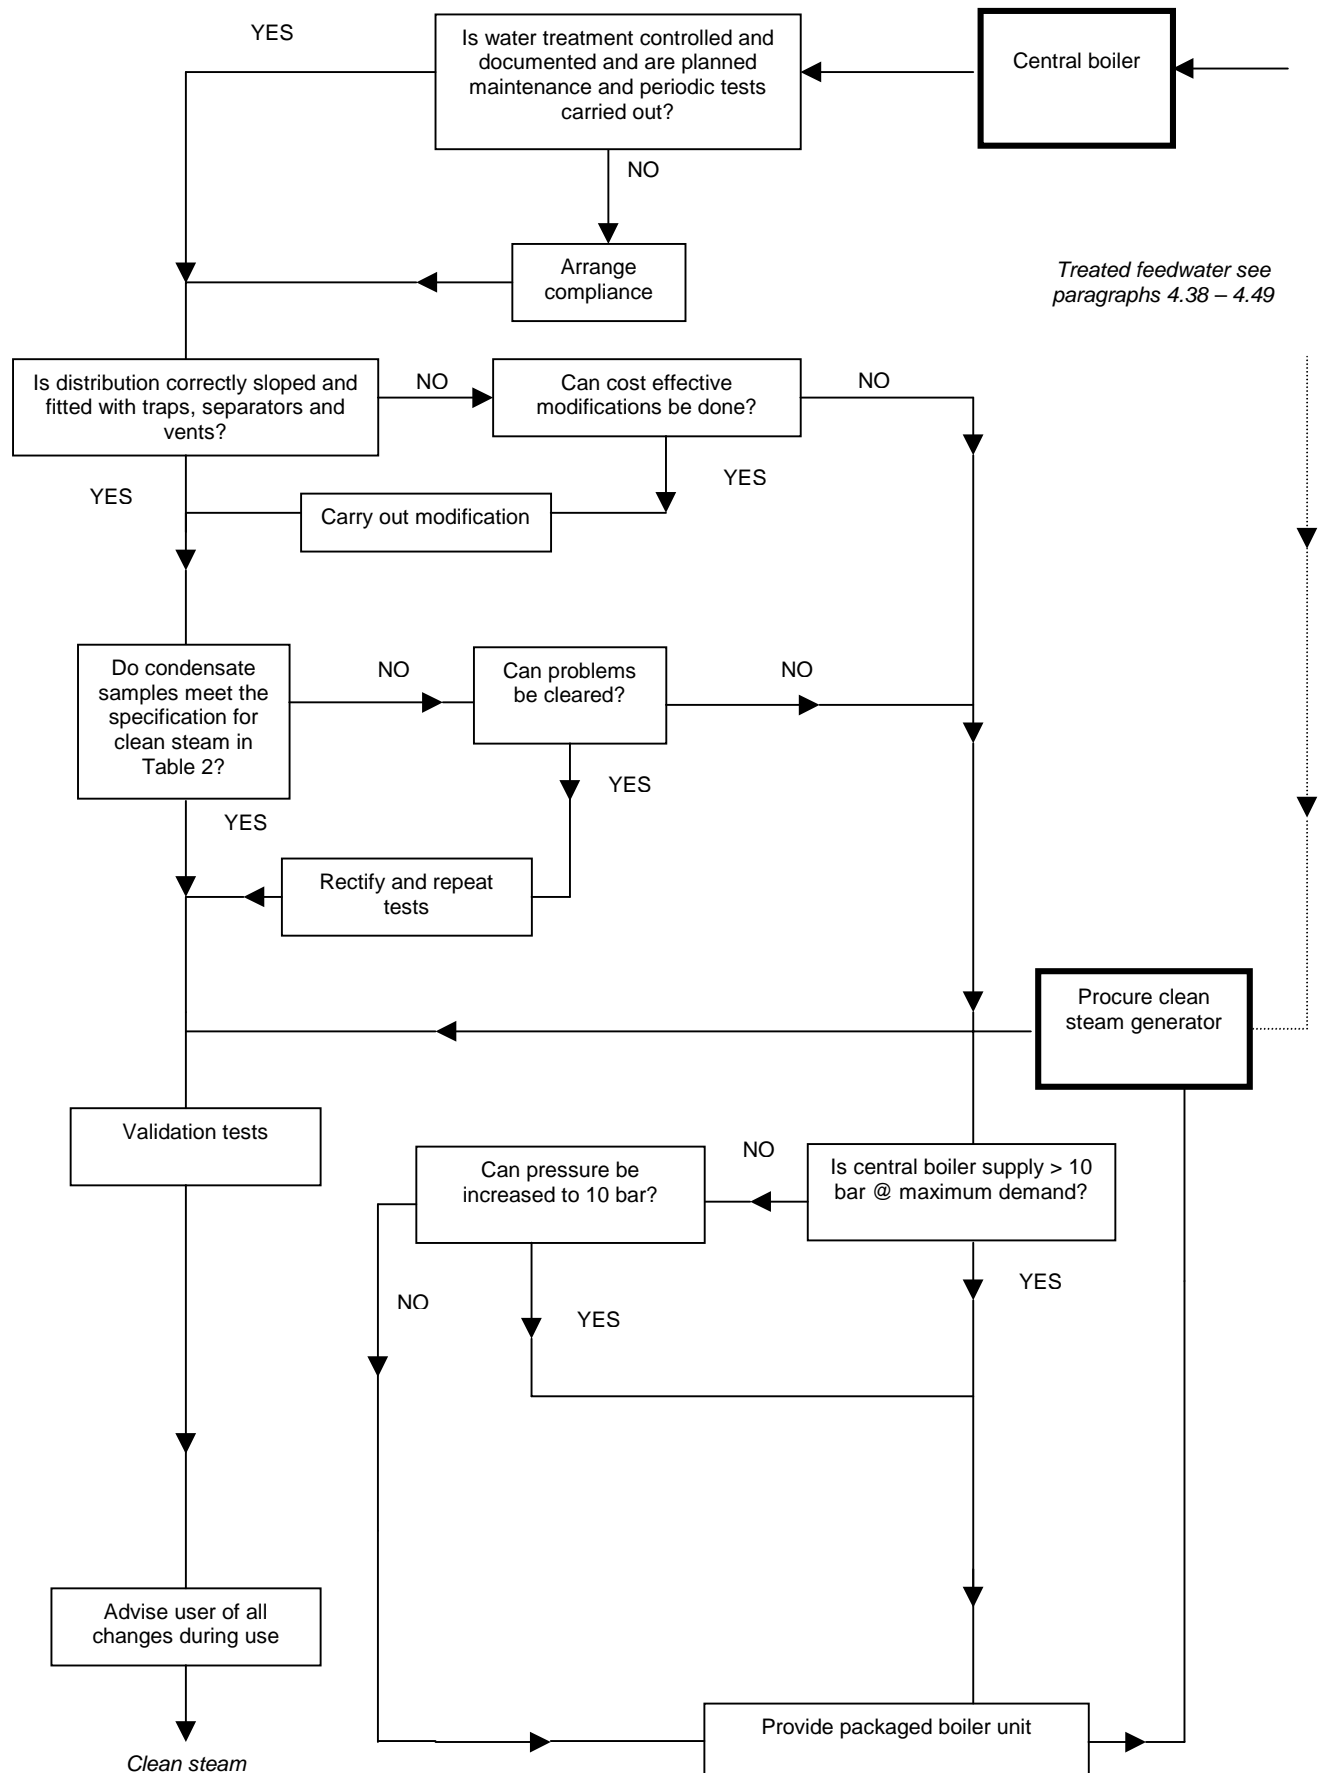 YES
Is water treatment controlled and
documented and are planned
maintenance and periodic tests
carried out?
Central boiler
NO
Arrange
compliance
Treated feedwater see
paragraphs 4.38 – 4.49
Is distribution correctly sloped and
fitted with traps, separators and
vents?
NO
Can cost effective
modifications be done?
NO
YES
YES
Carry out modification
Do condensate
samples meet the
specification for
clean steam in
Table 2?
NO
Can problems
be cleared?
NO
YES
YES
Rectify and repeat
tests
Procure clean
steam generator
Validation tests
NO
Can pressure be
increased to 10 bar?
Is central boiler supply > 10
bar @ maximum demand?
YES
NO
YES
Advise user of all
changes during use
Provide packaged boiler unit
Clean steam